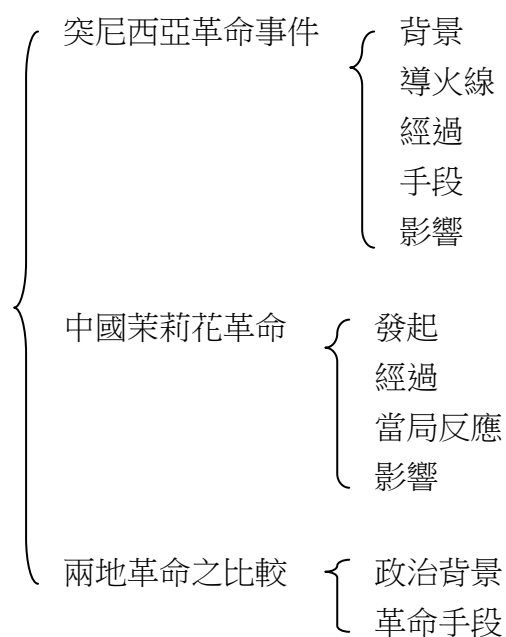 突尼西亞革命事件
背景
導火線
經過
手段
影響
中國茉莉花革命
發起
經過
當局反應
影響
兩地革命之比較
政治背景
革命手段